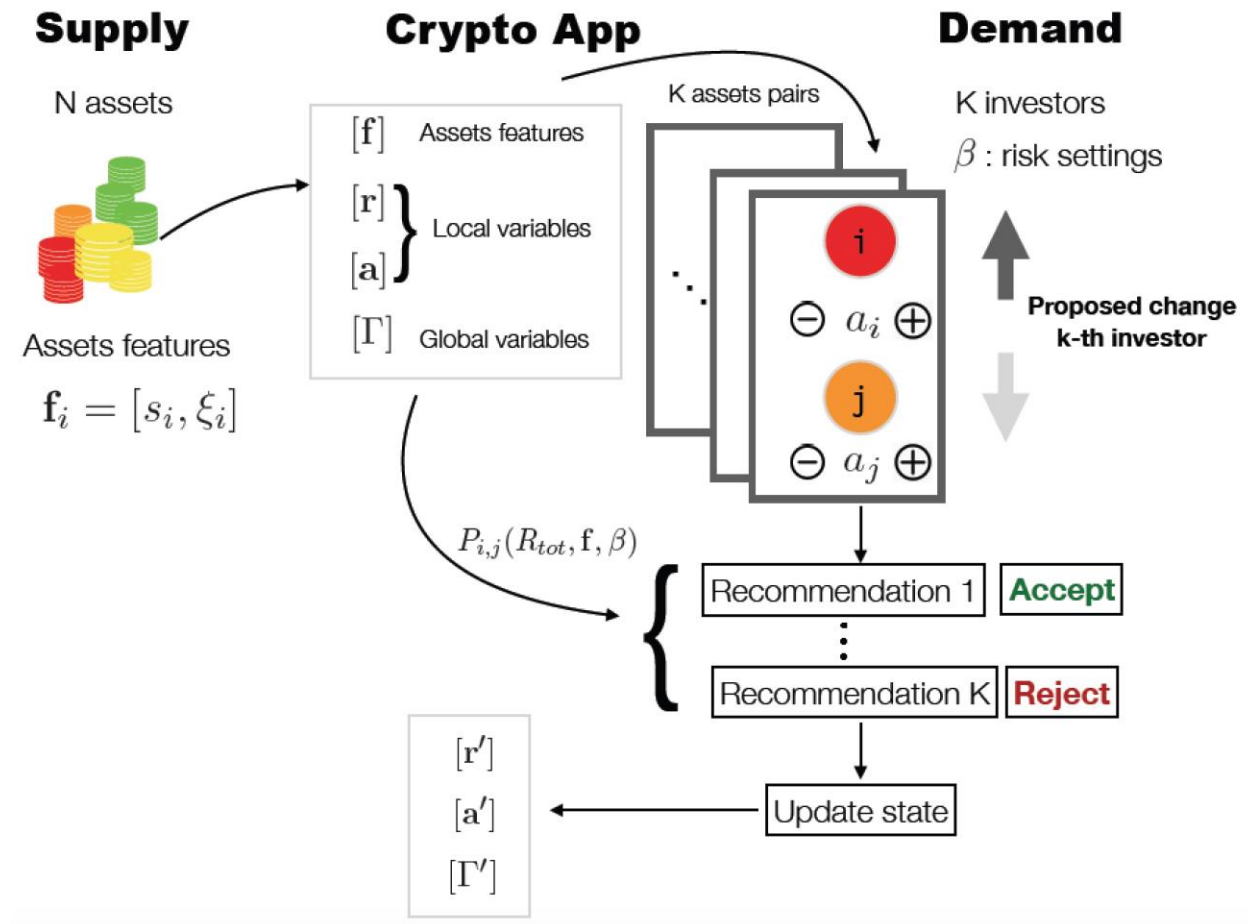 Supply
Crypto App
Demand
N assets
K assets pairs
K investors
β : risk settings
[f] Assets features
[r]
Local variables
[a]
[Γ] Global variables
Assets features
f_i = [s_i, ξ_i]
i
⊖ a_i ⊕
j
⊖ a_j ⊕
Proposed change
k-th investor
P_{i,j}(R_{tot}, f, β)
Recommendation 1 Accept
⋮
Recommendation K Reject
Update state
[r′]
[a′]
[Γ′]